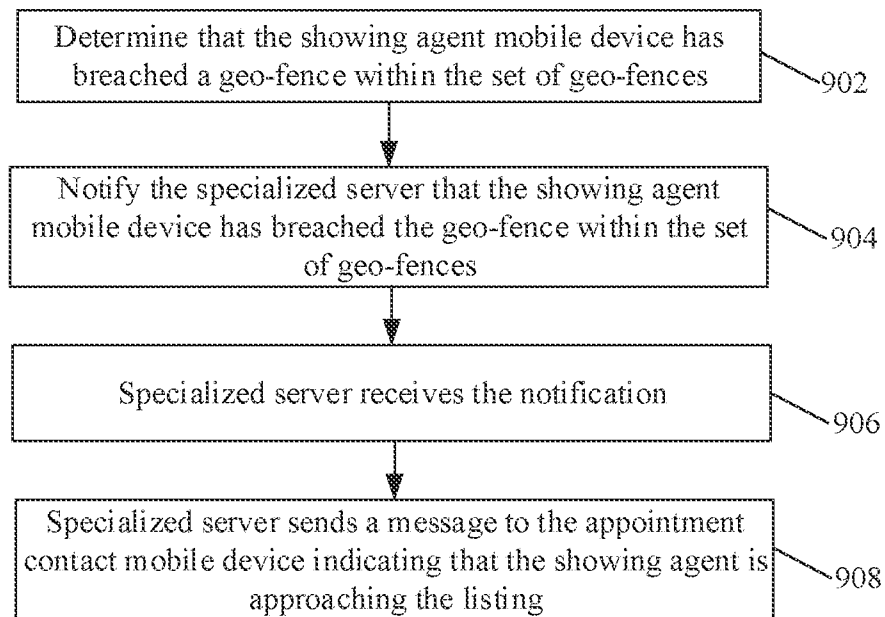 Determine that the showing agent mobile device has
breached a geo-fence within the set of geo-fences
902
Notify the specialized server that the showing agent
mobile device has breached the geo-fence within the set
of geo-fences
904
Specialized server receives the notification
906
Specialized server sends a message to the appointment
contact mobile device indicating that the showing agent is
approaching the listing
908